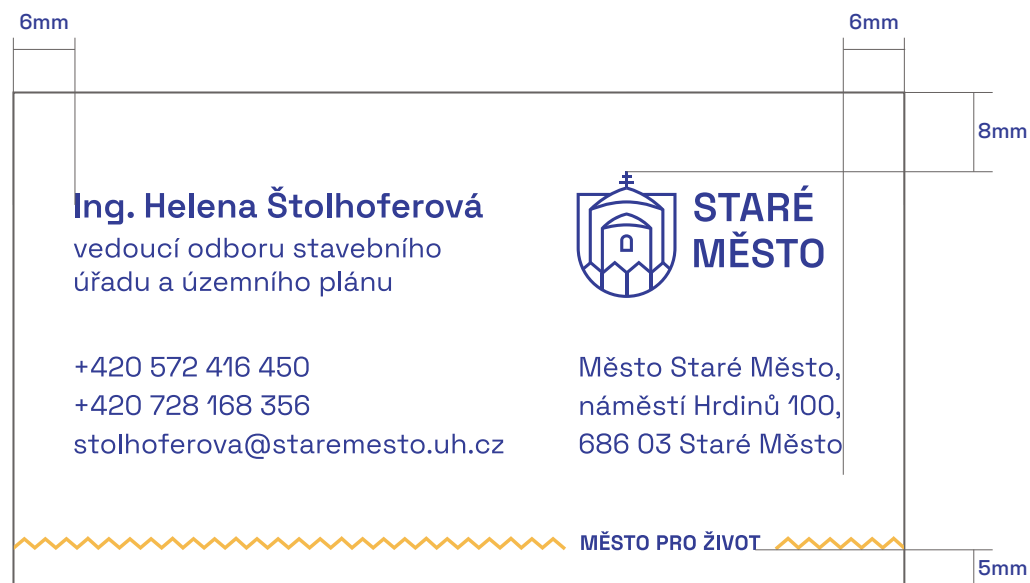 6mm
6mm
8mm
Ing. Helena Štolhoferová
vedoucí odboru stavebního
úřadu a územního plánu
STARÉ
MĚSTO
+420 572 416 450
+420 728 168 356
stolhoferova@staremesto.uh.cz
Město Staré Město,
náměstí Hrdinů 100,
686 03 Staré Město
MĚSTO PRO ŽIVOT
5mm